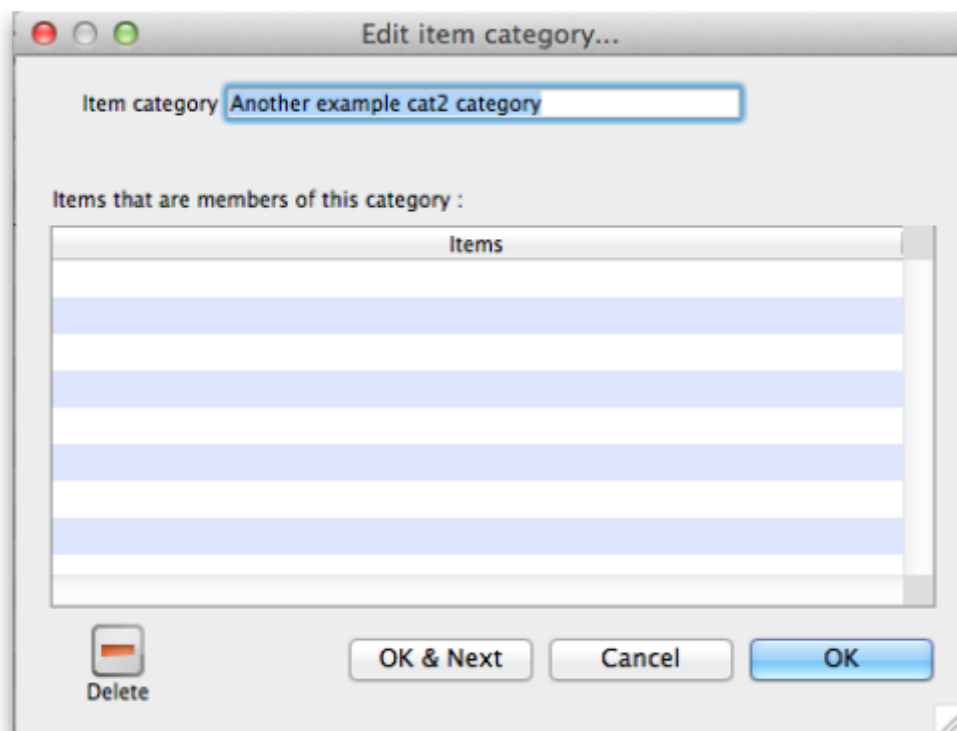 Edit item category...
Item category Another example cat2 category
Items that are members of this category :
Items
OK & Next Cancel OK
Delete